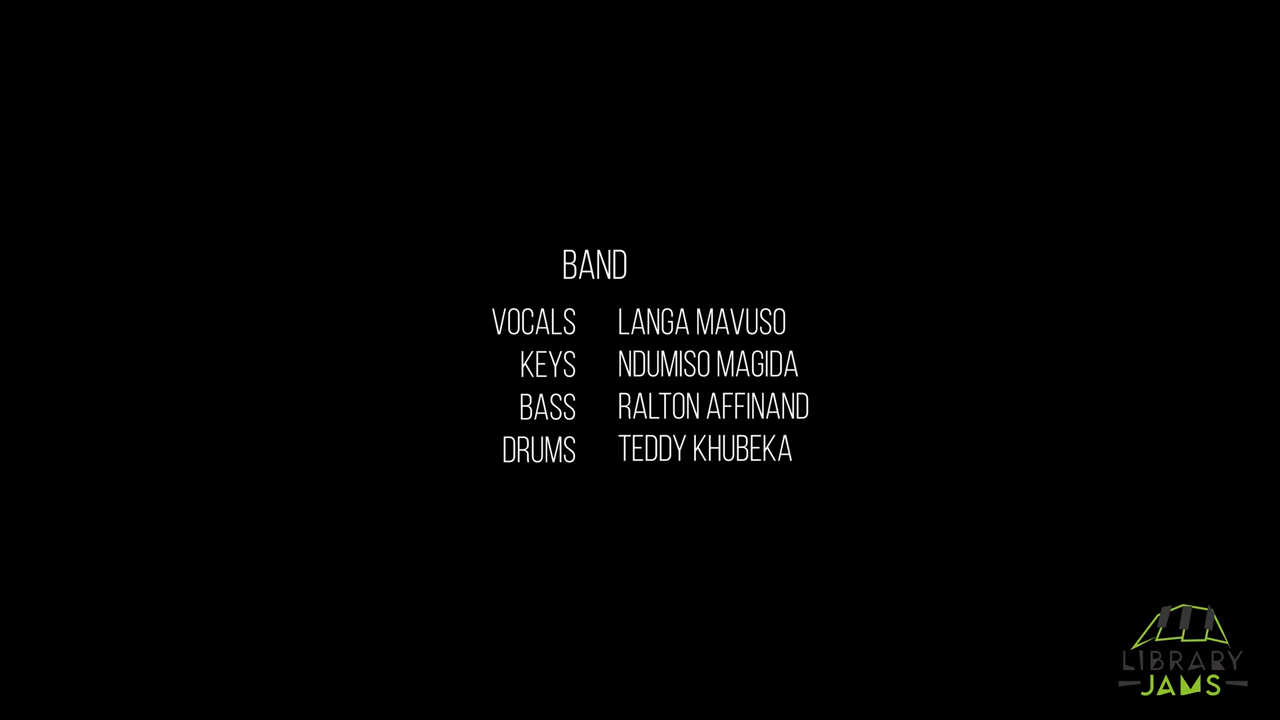 BAND
VOCALS LANGA MAVUSO
KEYS NDUMISO MAGIDA
BASS RALTON AFFINAND
DRUMS TEDDY KHUBEKA
LIBRARY
JAMS